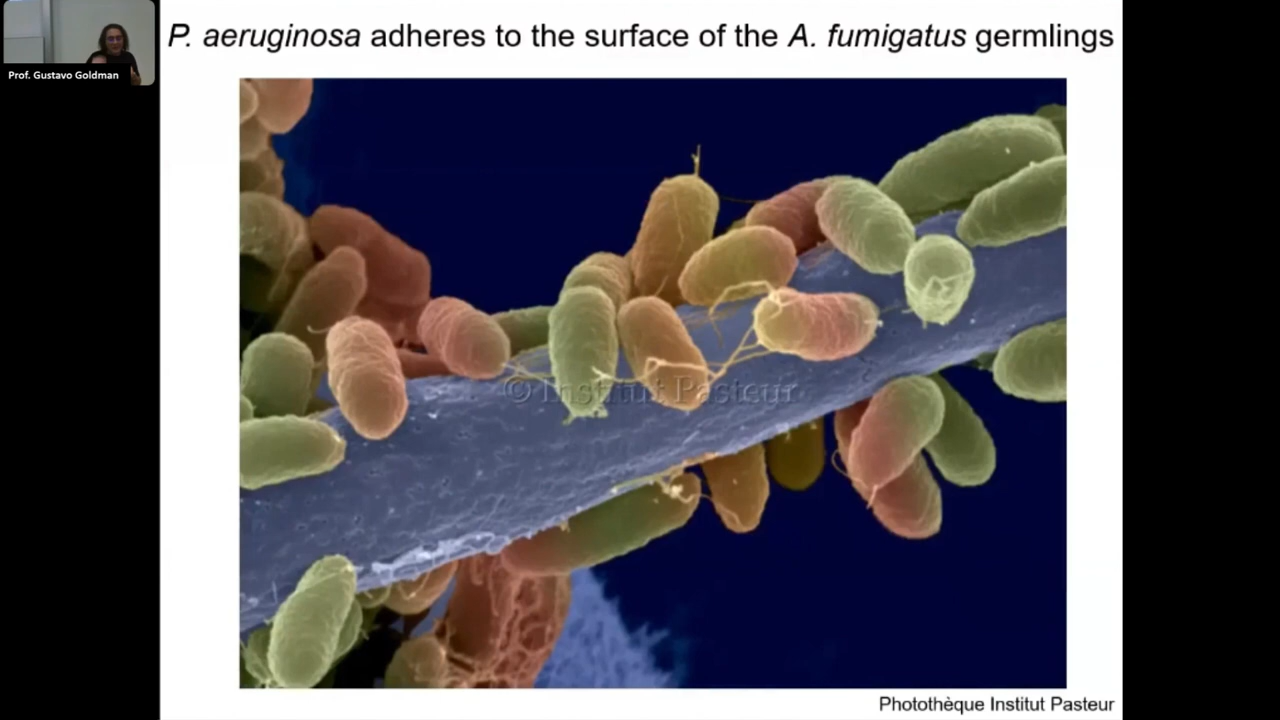 Prof. Gustavo Goldman
P. aeruginosa adheres to the surface of the A. fumigatus germlings
© Institut Pasteur
Photothèque Institut Pasteur